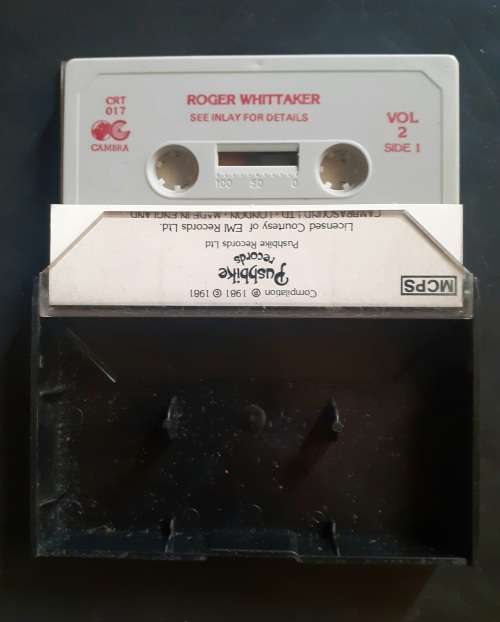 CRT
017
CAMBRA
ROGER WHITTAKER
SEE INLAY FOR DETAILS
VOL
2
SIDE 1
100 50 0
Compilation ℗ 1981 © 1981
Pushbike
records
Pushbike Records Ltd
Licensed Courtesy of EMI Records Ltd.
CAMBRASOUND LTD · LONDON · MADE IN ENGLAND
MCPS